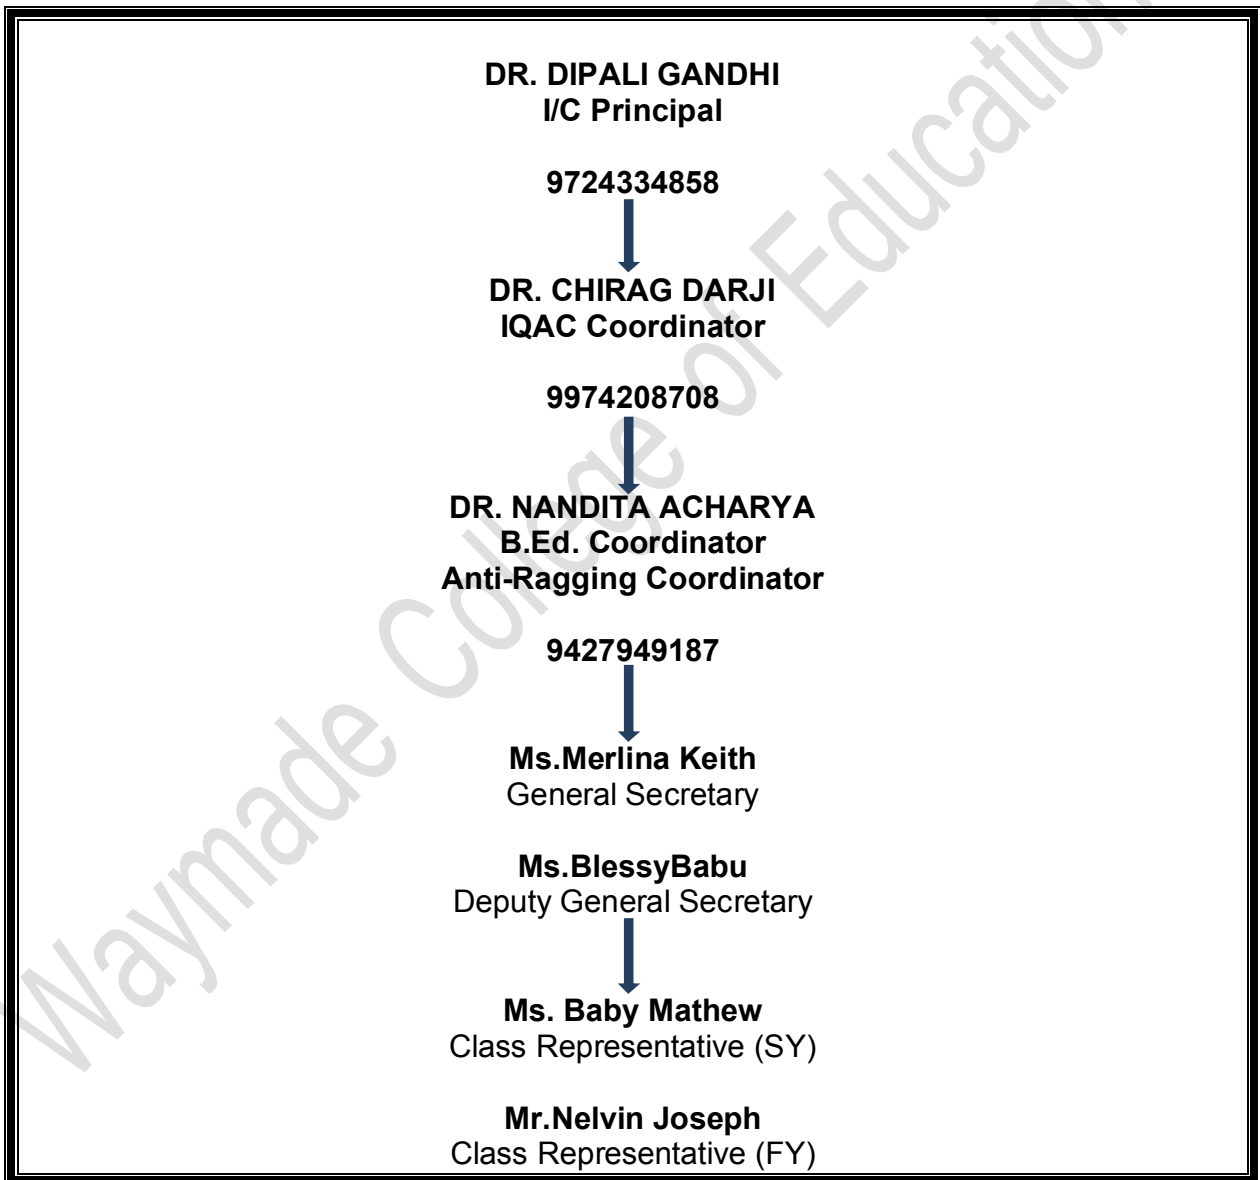 DR. DIPALI GANDHI
I/C Principal
9724334858
DR. CHIRAG DARJI
IQAC Coordinator
9974208708
DR. NANDITA ACHARYA
B.Ed. Coordinator
Anti-Ragging Coordinator
9427949187
Ms.Merlina Keith
General Secretary
Ms.BlessyBabu
Deputy General Secretary
Ms. Baby Mathew
Class Representative (SY)
Mr.Nelvin Joseph
Class Representative (FY)
Waymade College of Education